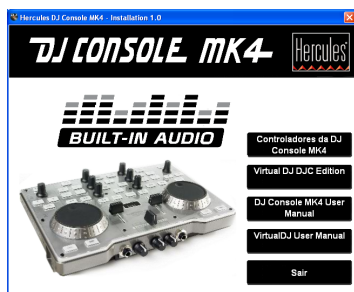 Hercules DJ Console MK4 - Installation 1.0
DJ CONSOLE MK4
Hercules
BUILT-IN AUDIO
Controladores da DJ
Console MK4
Virtual DJ DJC Edition
DJ Console MK4 User
Manual
VirtualDJ User Manual
Sair